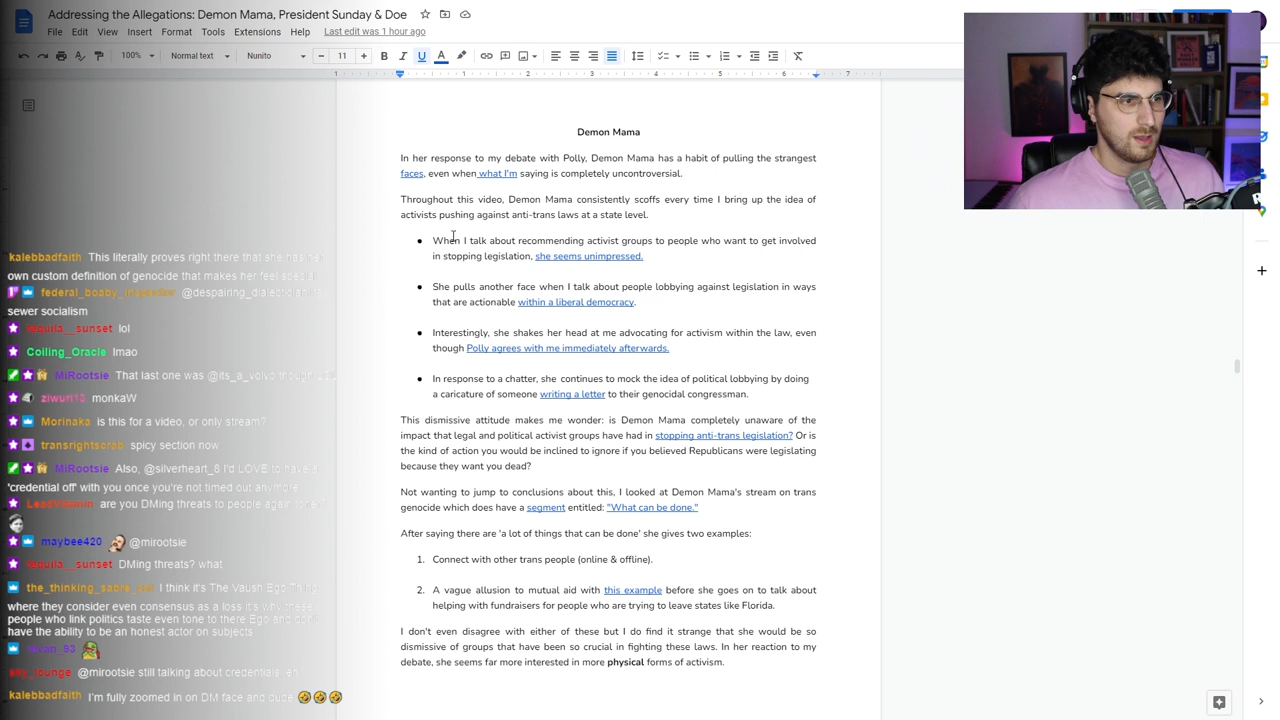 Addressing the Allegations: Demon Mama, President Sunday & Doe
File Edit View Insert Format Tools Extensions Help Last edit was 1 hour ago
100% Normal text Nunito 11
1 1 2 3 4 5 6 7
Demon Mama
In her response to my debate with Polly, Demon Mama has a habit of pulling the strangest
faces, even when what I'm saying is completely uncontroversial.
Throughout this video, Demon Mama consistently scoffs every time I bring up the idea of
activists pushing against anti-trans laws at a state level.
● When I talk about recommending activist groups to people who want to get involved
in stopping legislation, she seems unimpressed.
● She pulls another face when I talk about people lobbying against legislation in ways
that are actionable within a liberal democracy.
● Interestingly, she shakes her head at me advocating for activism within the law, even
though Polly agrees with me immediately afterwards.
● In response to a chatter, she continues to mock the idea of political lobbying by doing
a caricature of someone writing a letter to their genocidal congressman.
This dismissive attitude makes me wonder: is Demon Mama completely unaware of the
impact that legal and political activist groups have had in stopping anti-trans legislation? Or is
the kind of action you would be inclined to ignore if you believed Republicans were legislating
because they want you dead?
Not wanting to jump to conclusions about this, I looked at Demon Mama's stream on trans
genocide which does have a segment entitled: "What can be done."
After saying there are 'a lot of things that can be done' she gives two examples:
1. Connect with other trans people (online & offline).
2. A vague allusion to mutual aid with this example before she goes on to talk about
helping with fundraisers for people who are trying to leave states like Florida.
I don't even disagree with either of these but I do find it strange that she would be so
dismissive of groups that have been so crucial in fighting these laws. In her reaction to my
debate, she seems far more interested in more physical forms of activism.
kalebbadfaith This literally proves right there that she has her
own custom definition of genocide that makes her feel special
@despairing_dialectician
sewer socialism
lol
Coiling_Oracle lmao
MiRootsie That last one was @its_a_volvo though
ziwuri13 monkaW
Morinaka is this for a video, or only stream?
transrightscrab spicy section now
MiRootsie Also, @silverheart_8 I'd LOVE to have a
'credential off' with you once you're not timed out anymore
are you DMing threats to people again
maybee420 @mirootsie
DMing threats? what
I think it's The Vaush Ego Thing
where they consider even consensus as a loss it's why these
people who link politics taste even tone to there Ego and don't
have the ability to be an honest actor on subjects
@mirootsie still talking about credentials
kalebbadfaith I'm fully zoomed in on DM face and dude 🤣🤣🤣